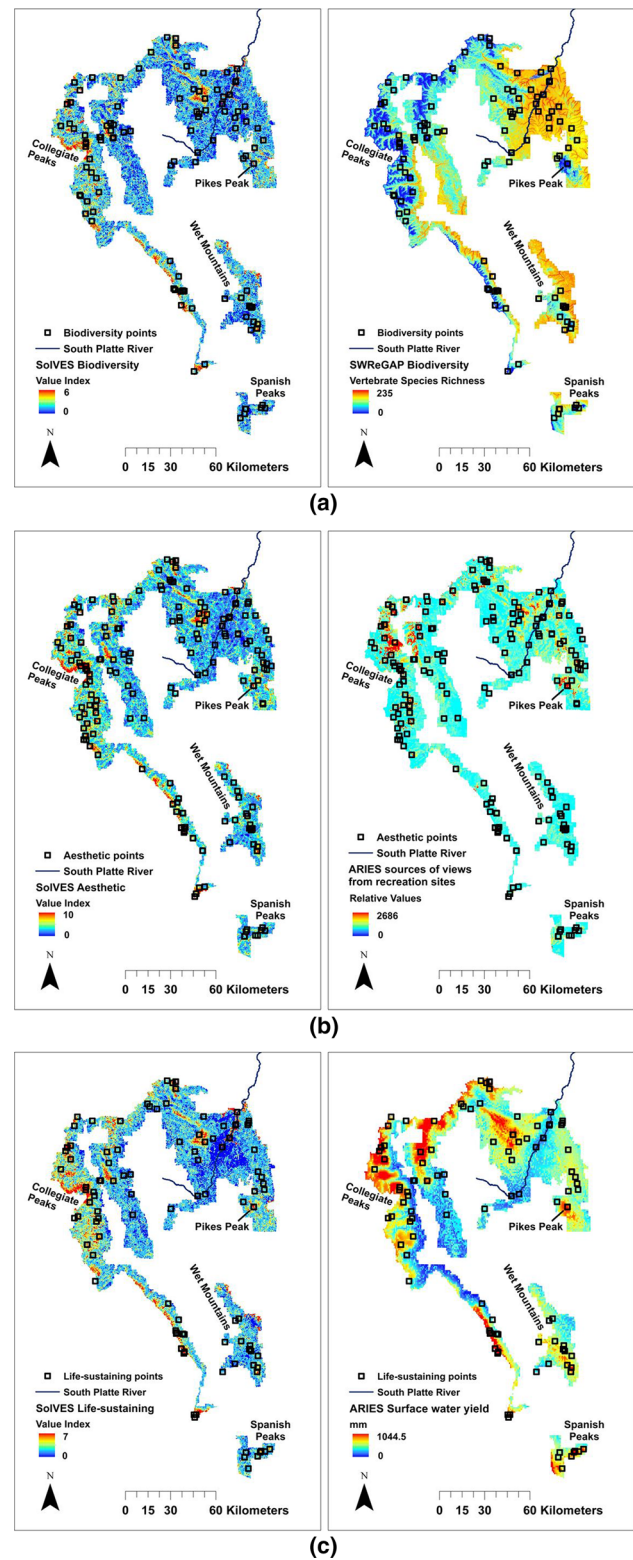 Collegiate
Peaks
Pikes Peak
Wet Mountains
Biodiversity points
South Platte River
SolVES Biodiversity
Value Index
6
0
Spanish
Peaks
N
0 15 30 60 Kilometers
Collegiate
Peaks
Pikes Peak
Wet Mountains
Biodiversity points
South Platte River
SWReGAP Biodiversity
Vertebrate Species Richness
235
0
Spanish
Peaks
N
0 15 30 60 Kilometers
(a)
Collegiate
Peaks
Pikes Peak
Wet Mountains
Aesthetic points
South Platte River
SolVES Aesthetic
Value Index
10
0
Spanish
Peaks
N
0 15 30 60 Kilometers
Collegiate
Peaks
Pikes Peak
Wet Mountains
Aesthetic points
South Platte River
ARIES sources of views
from recreation sites
Relative Values
2686
0
Spanish
Peaks
N
0 15 30 60 Kilometers
(b)
Collegiate
Peaks
Pikes Peak
Wet Mountains
Life-sustaining points
South Platte River
SolVES Life-sustaining
Value Index
7
0
Spanish
Peaks
N
0 15 30 60 Kilometers
Collegiate
Peaks
Pikes Peak
Wet Mountains
Life-sustaining points
South Platte River
ARIES Surface water yield
mm
1044.5
0
Spanish
Peaks
N
0 15 30 60 Kilometers
(c)